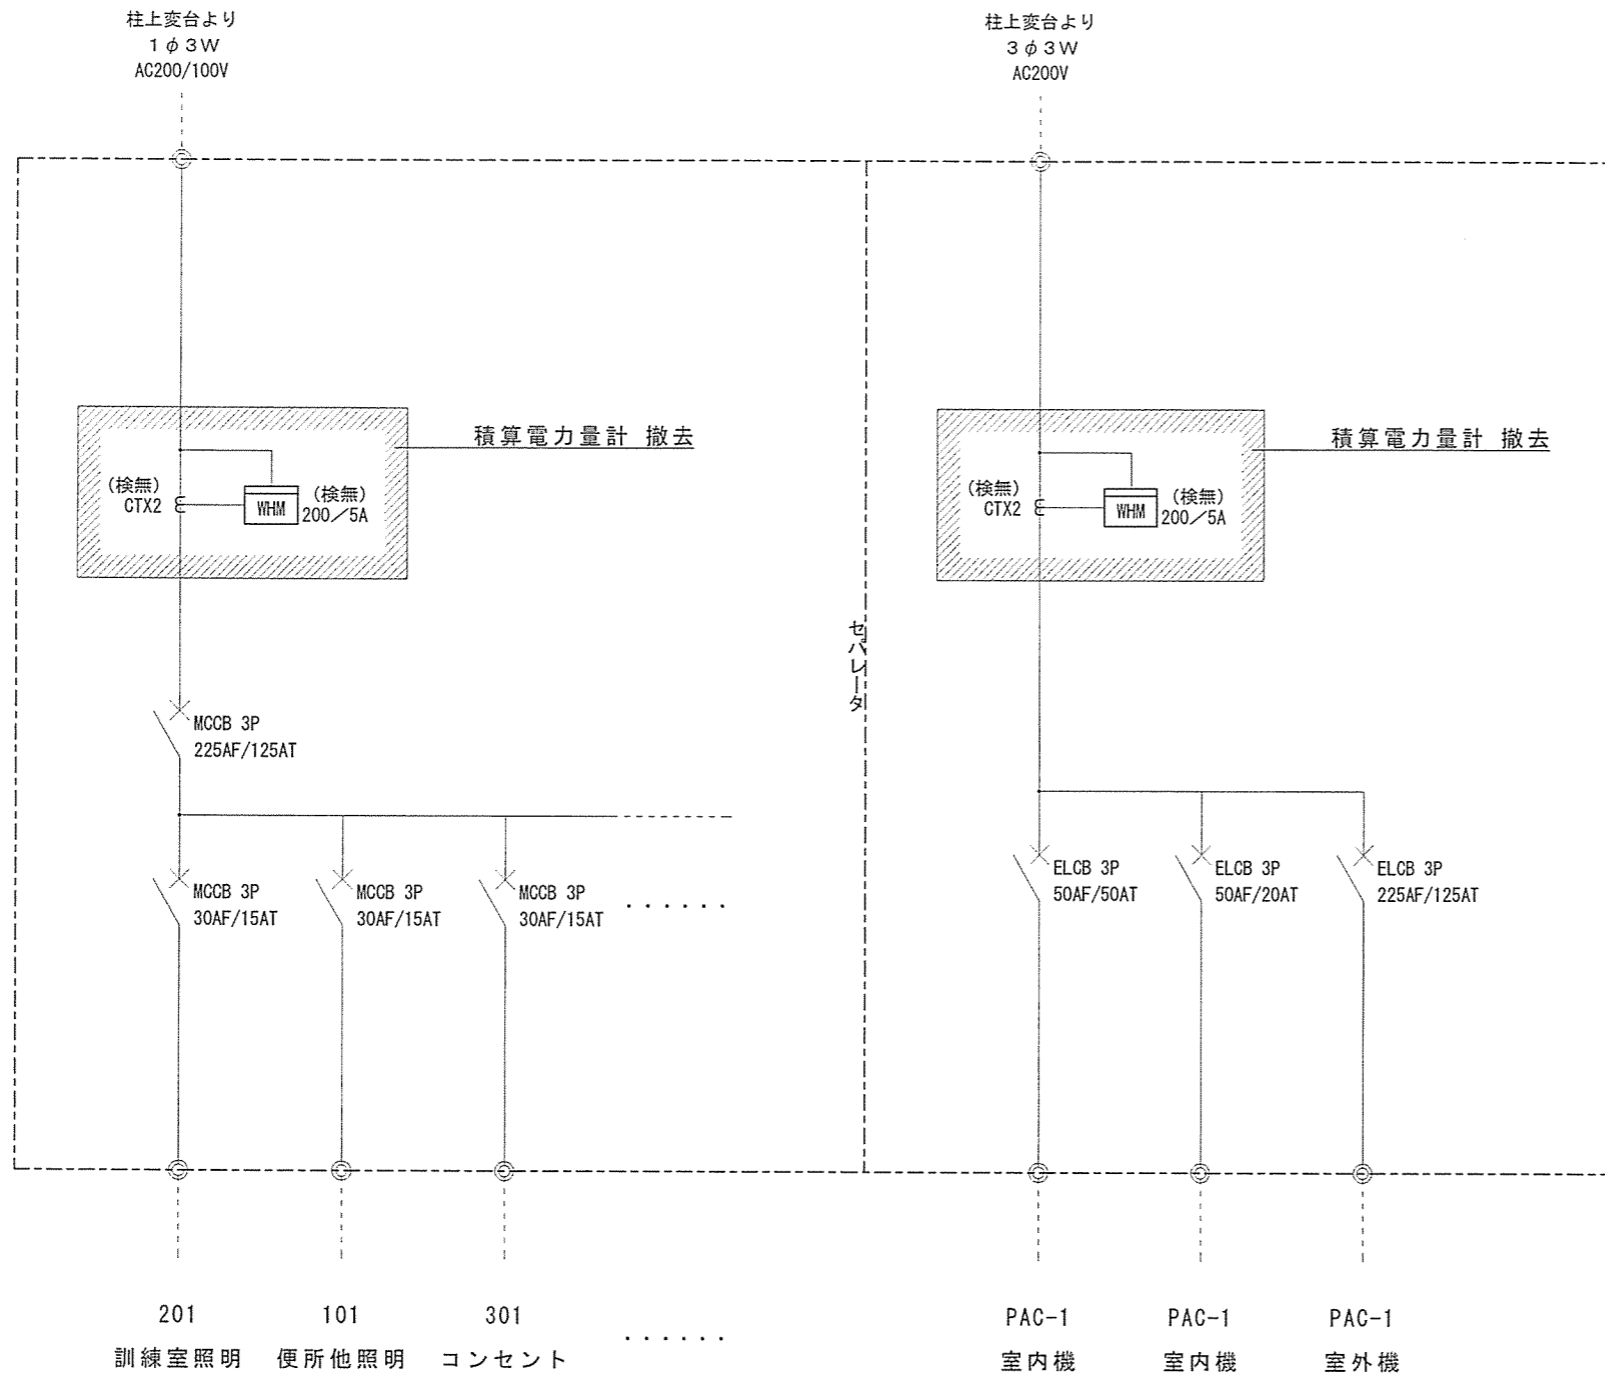 柱上変台より
1φ3W
AC200/100V
柱上変台より
3φ3W
AC200V
積算電力量計 撤去
(検無)
CTX2
WHM
(検無)
200/5A
積算電力量計 撤去
(検無)
CTX2
WHM
(検無)
200/5A
セパレータ
MCCB 3P
225AF/125AT
MCCB 3P
30AF/15AT
MCCB 3P
30AF/15AT
MCCB 3P
30AF/15AT
······
ELCB 3P
50AF/50AT
ELCB 3P
50AF/20AT
ELCB 3P
225AF/125AT
201
訓練室照明
101
便所他照明
301
コンセント
······
PAC-1
室内機
PAC-1
室内機
PAC-1
室外機